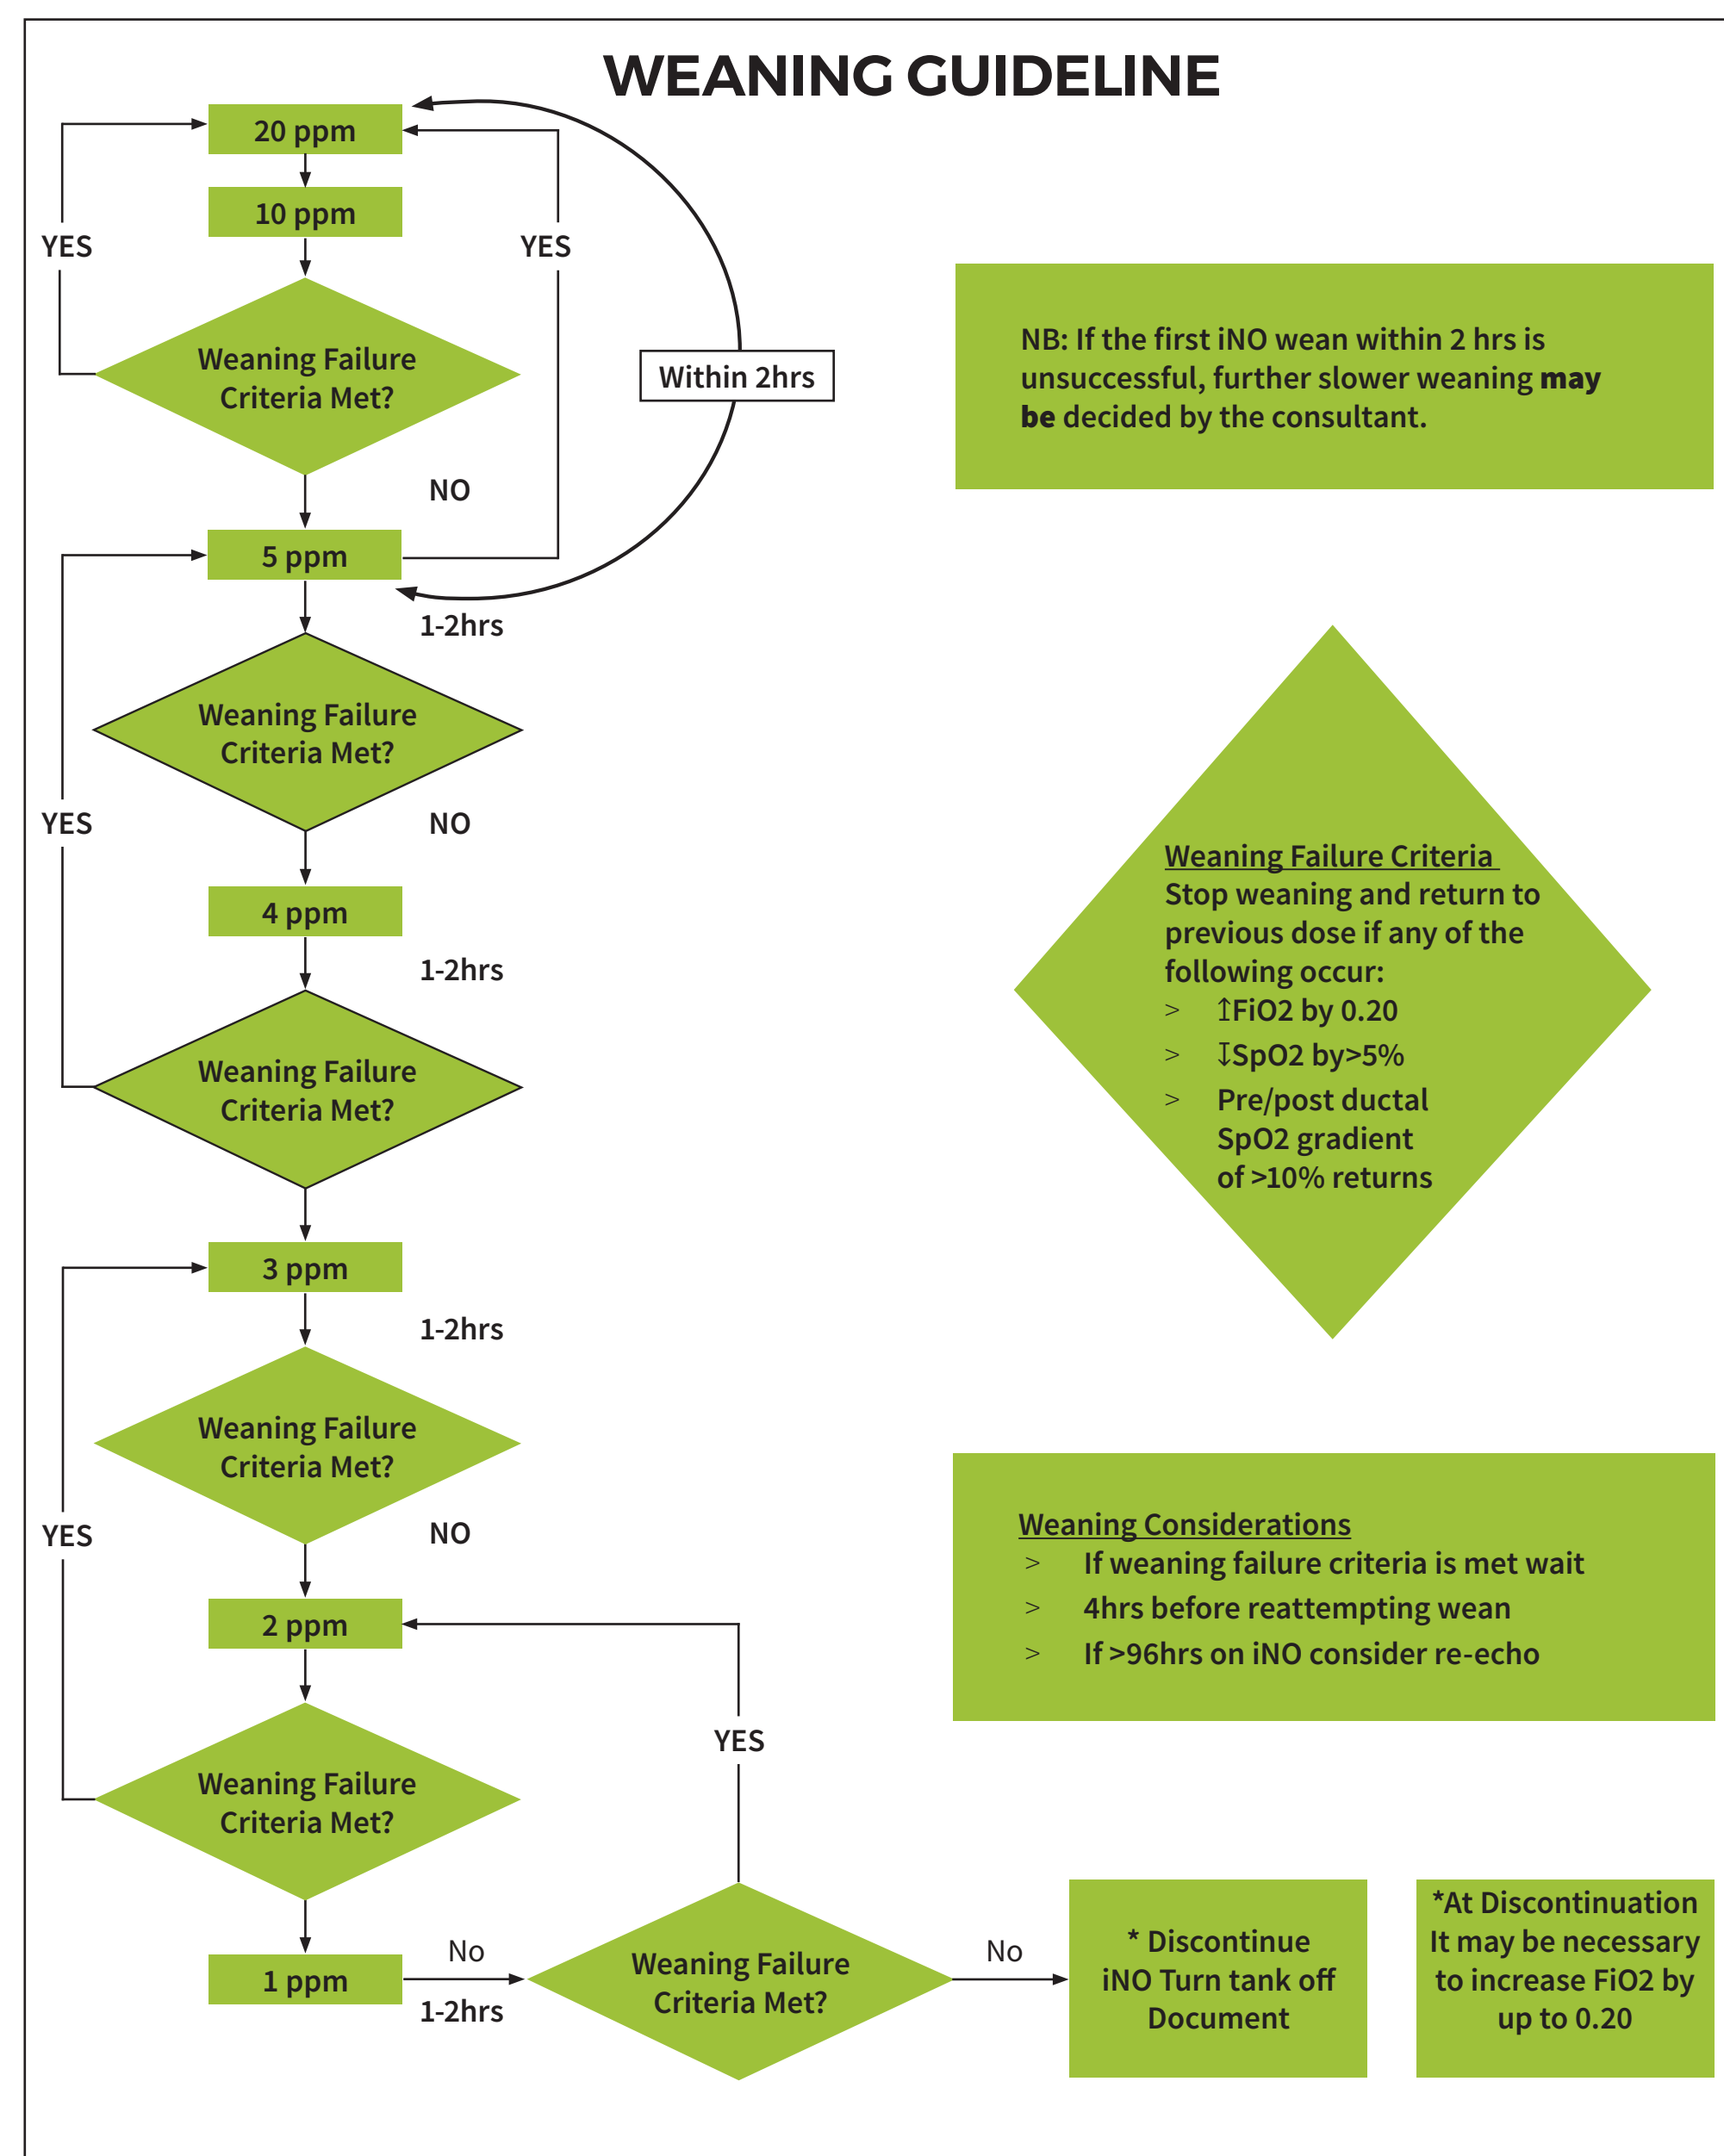 WEANING GUIDELINE
20 ppm
10 ppm
YES
YES
Weaning Failure
Criteria Met?
Within 2hrs
NO
5 ppm
1-2hrs
Weaning Failure
Criteria Met?
YES
NO
4 ppm
1-2hrs
Weaning Failure
Criteria Met?
3 ppm
1-2hrs
Weaning Failure
Criteria Met?
YES
NO
2 ppm
Weaning Failure
Criteria Met?
YES
1 ppm
No
1-2hrs
Weaning Failure
Criteria Met?
No
* Discontinue
iNO Turn tank off
Document
*At Discontinuation
It may be necessary
to increase FiO2 by
up to 0.20
NB: If the first iNO wean within 2 hrs is
unsuccessful, further slower weaning may
be decided by the consultant.
Weaning Failure Criteria
Stop weaning and return to
previous dose if any of the
following occur:
> ↥FiO2 by 0.20
> ↧SpO2 by>5%
> Pre/post ductal
SpO2 gradient
of >10% returns
Weaning Considerations
> If weaning failure criteria is met wait
> 4hrs before reattempting wean
> If >96hrs on iNO consider re-echo